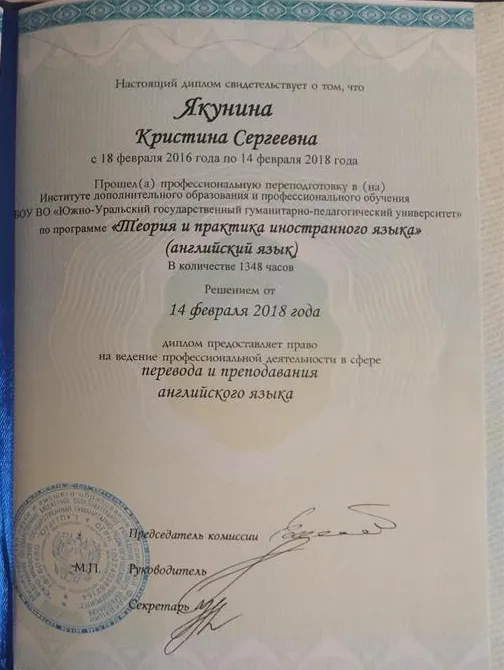 Настоящий диплом свидетельствует о том, что
Якунина
Кристина Сергеевна
с 18 февраля 2016 года по 14 февраля 2018 года
Прошел(а) профессиональную переподготовку в (на)
Институте дополнительного образования и профессионального обучения
БОУ ВО «Южно-Уральский государственный гуманитарно-педагогический университет»
по программе «Теория и практика иностранного языка»
(английский язык)
В количестве 1348 часов
Решением от
14 февраля 2018 года
диплом предоставляет право
на ведение профессиональной деятельности в сфере
перевода и преподавания
английского языка
Председатель комиссии
М.П. Руководитель
Секретарь